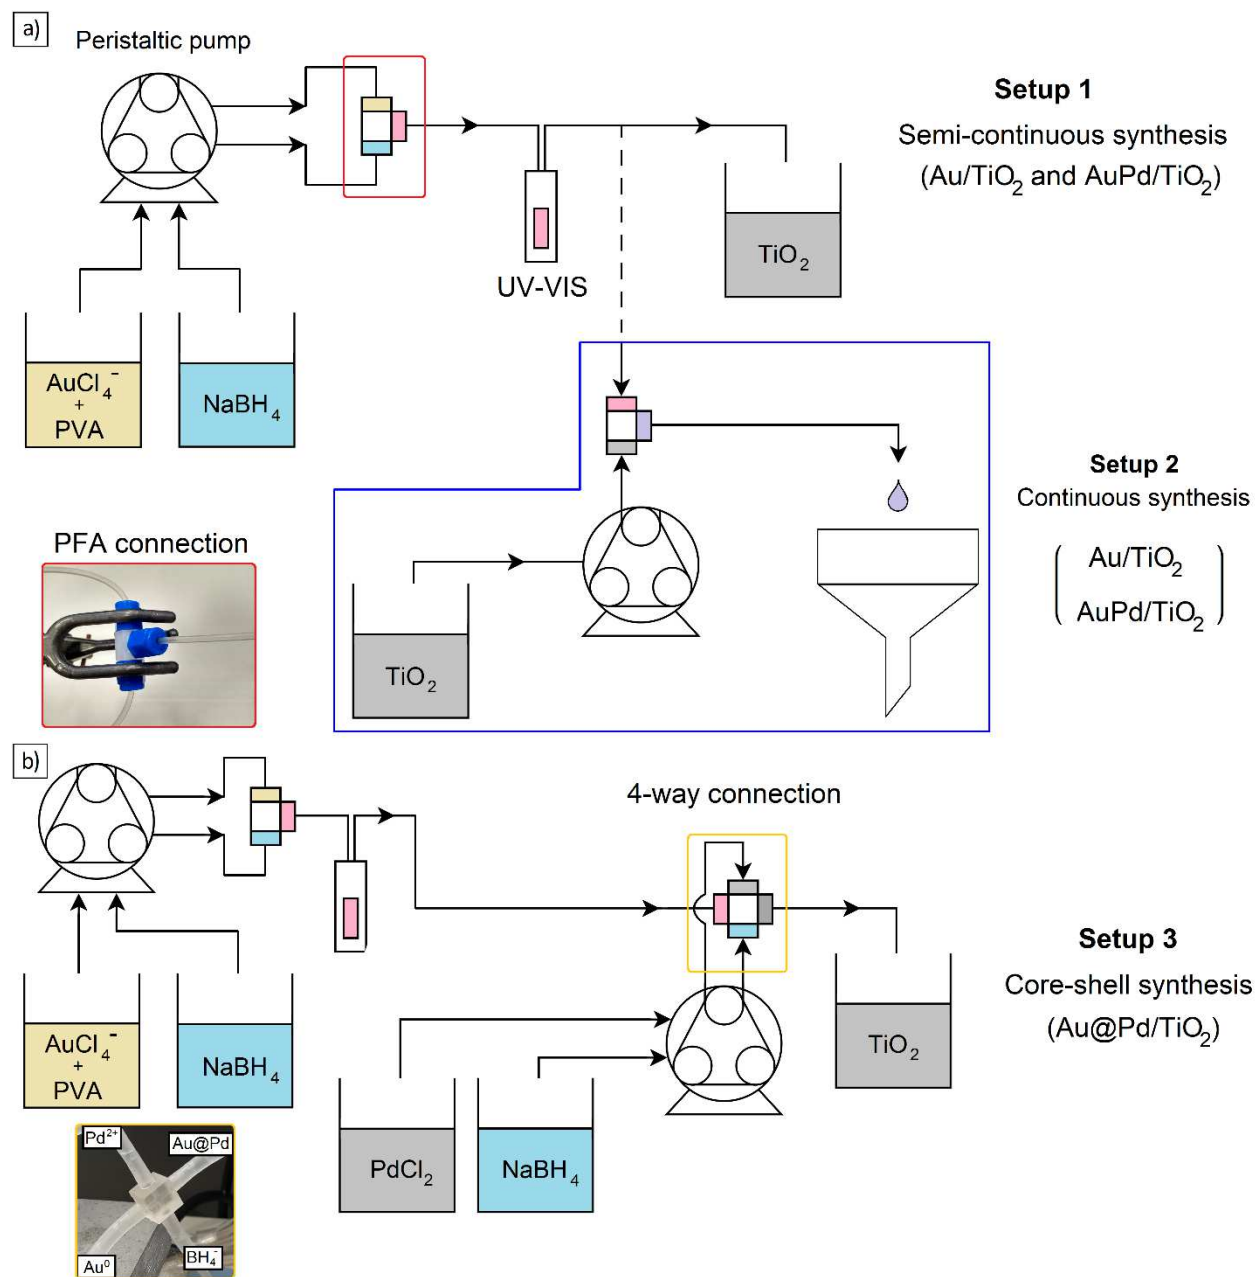 a)
Peristaltic pump
Setup 1
Semi-continuous synthesis
(Au/TiO₂ and AuPd/TiO₂)
TiO₂
UV-VIS
AuCl₄⁻
+
PVA
NaBH₄
Setup 2
Continuous synthesis
Au/TiO₂
AuPd/TiO₂
PFA connection
TiO₂
b)
4-way connection
Setup 3
Core-shell synthesis
(Au@Pd/TiO₂)
AuCl₄⁻
+
PVA
NaBH₄
TiO₂
PdCl₂
NaBH₄
Pd²⁺
Au@Pd
Au⁰
BH₄⁻